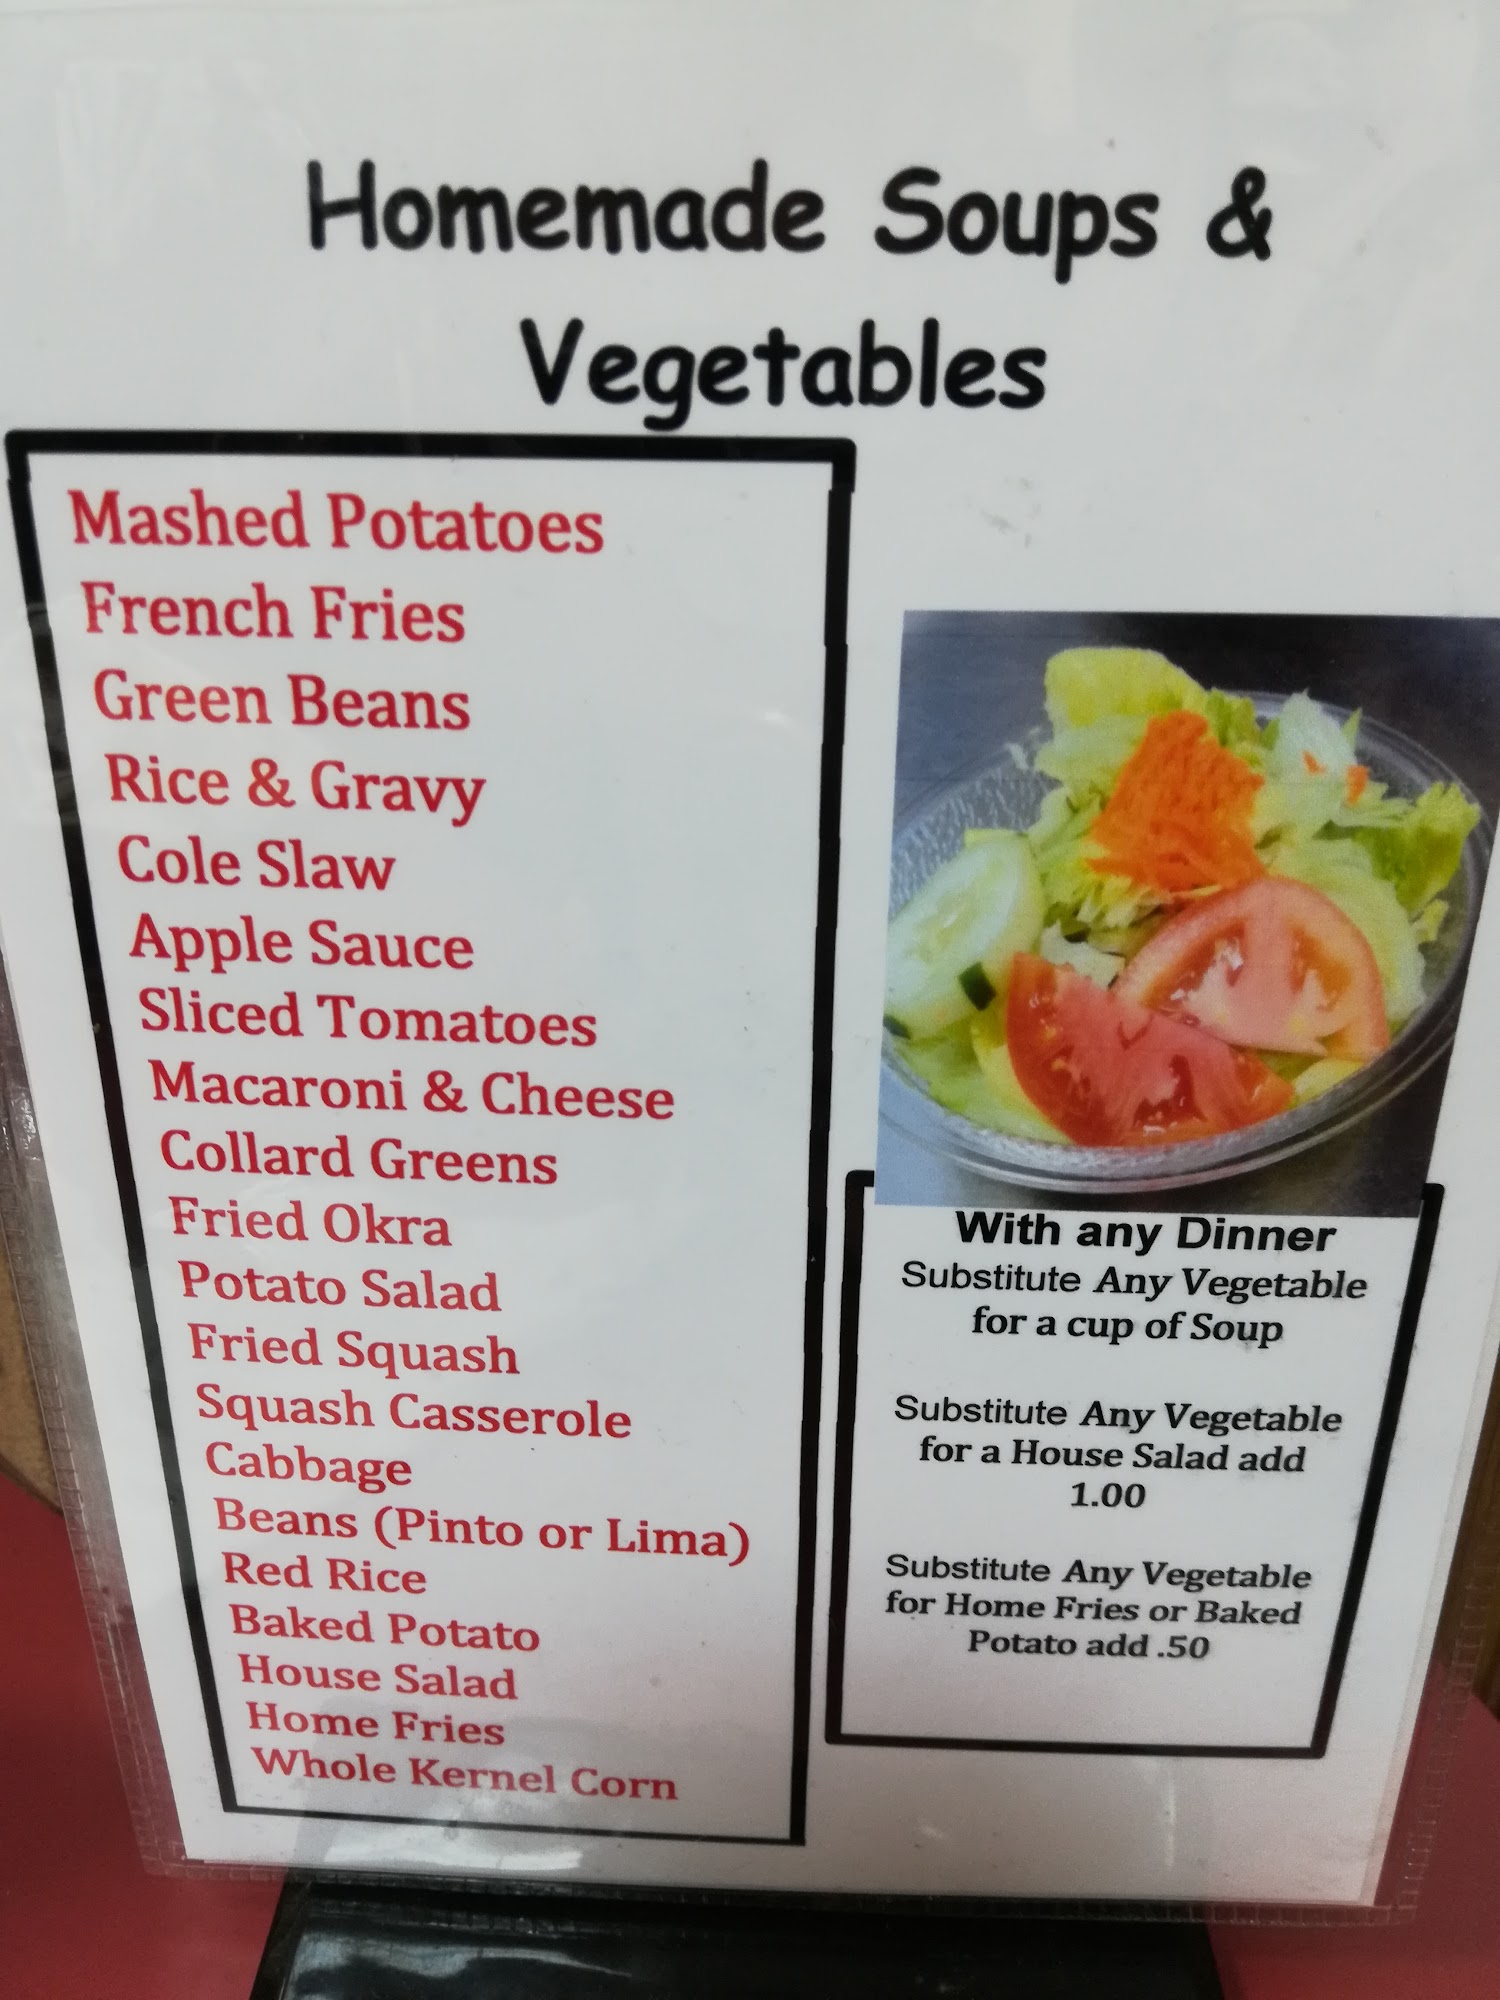 Homemade Soups &
Vegetables
Mashed Potatoes
French Fries
Green Beans
Rice & Gravy
Cole Slaw
Apple Sauce
Sliced Tomatoes
Macaroni & Cheese
Collard Greens
Fried Okra
Potato Salad
Fried Squash
Squash Casserole
Cabbage
Beans (Pinto or Lima)
Red Rice
Baked Potato
House Salad
Home Fries
Whole Kernel Corn
With any Dinner
Substitute Any Vegetable
for a cup of Soup
Substitute Any Vegetable
for a House Salad add
1.00
Substitute Any Vegetable
for Home Fries or Baked
Potato add .50